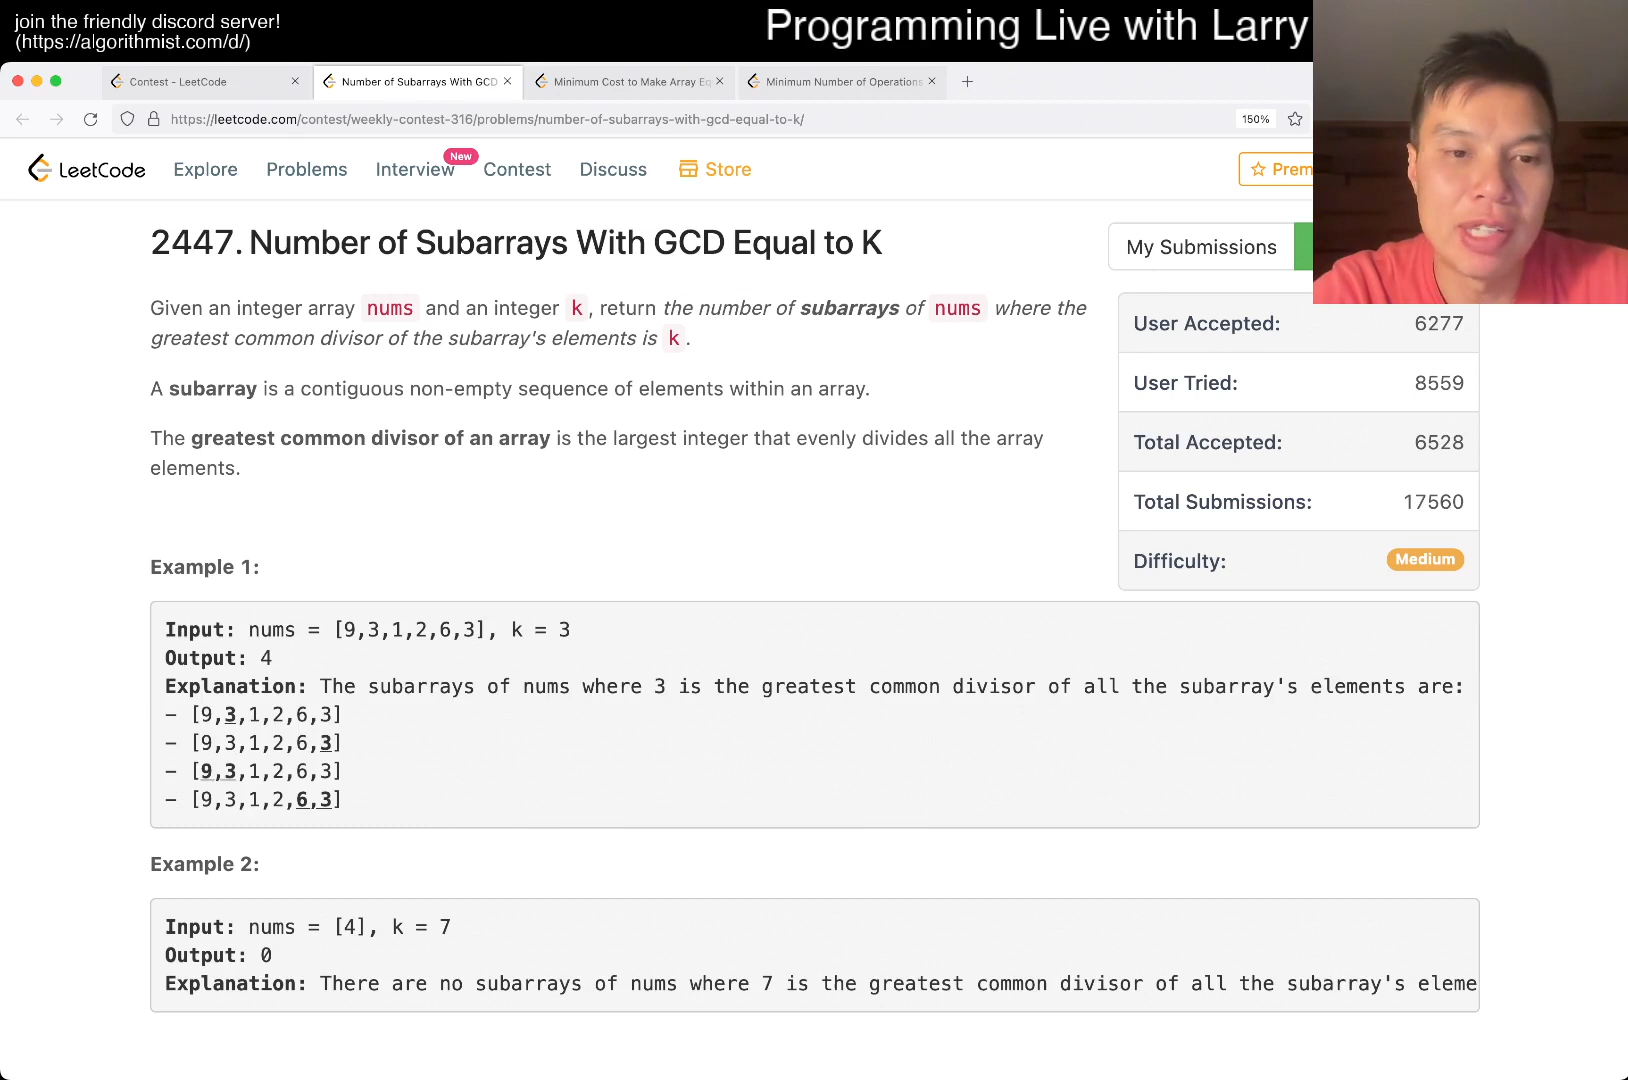 join the friendly discord server!
(https://algorithmist.com/d/)
Programming Live with Larry
Contest - LeetCode
Number of Subarrays With GCD
Minimum Cost to Make Array Eq
Minimum Number of Operations
https://leetcode.com/contest/weekly-contest-316/problems/number-of-subarrays-with-gcd-equal-to-k/
150%
LeetCode
Explore
Problems
Interview
New
Contest
Discuss
Store
Prem
2447. Number of Subarrays With GCD Equal to K
My Submissions
Given an integer array nums and an integer k, return the number of subarrays of nums where the
greatest common divisor of the subarray's elements is k.
A subarray is a contiguous non-empty sequence of elements within an array.
The greatest common divisor of an array is the largest integer that evenly divides all the array
elements.
User Accepted: 6277
User Tried: 8559
Total Accepted: 6528
Total Submissions: 17560
Difficulty: Medium
Example 1:
Input: nums = [9,3,1,2,6,3], k = 3
Output: 4
Explanation: The subarrays of nums where 3 is the greatest common divisor of all the subarray's elements are:
- [9,3,1,2,6,3]
- [9,3,1,2,6,3]
- [9,3,1,2,6,3]
- [9,3,1,2,6,3]
Example 2:
Input: nums = [4], k = 7
Output: 0
Explanation: There are no subarrays of nums where 7 is the greatest common divisor of all the subarray's eleme